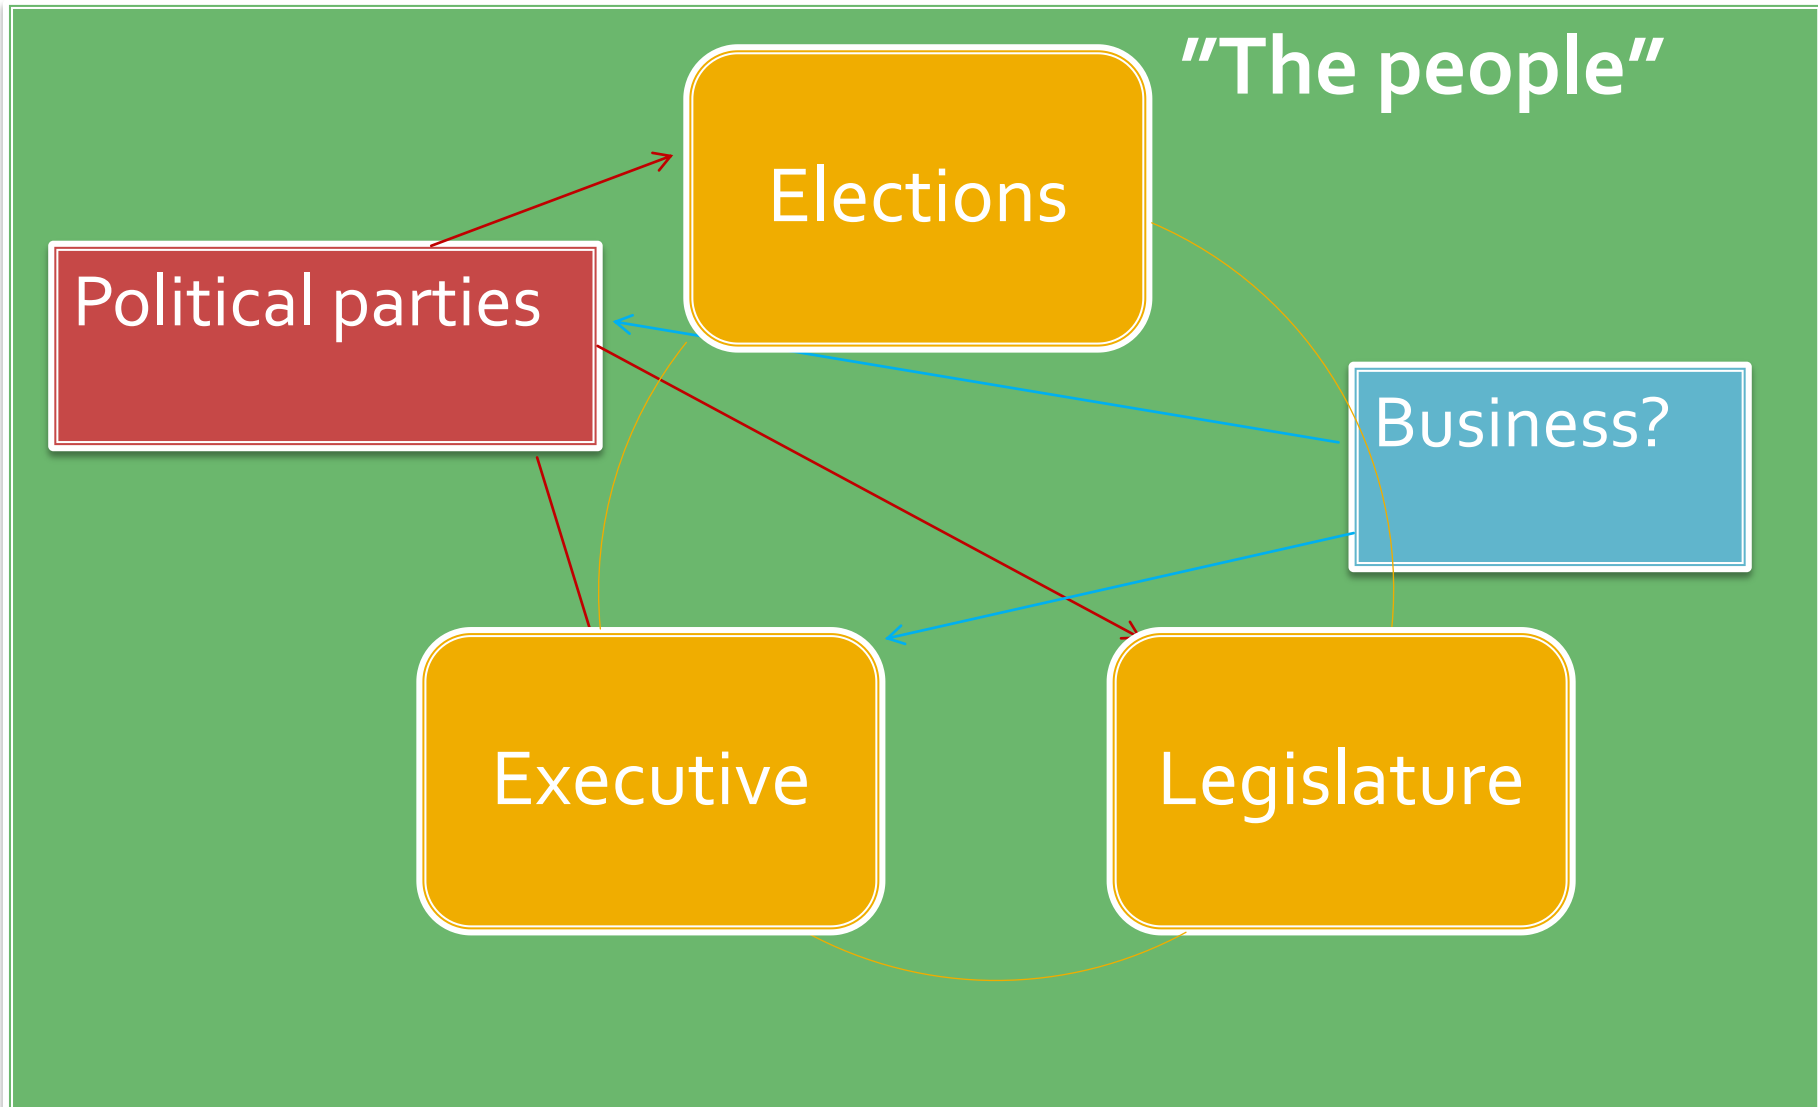 "The people"
Elections
Political parties
Business?
Executive
Legislature